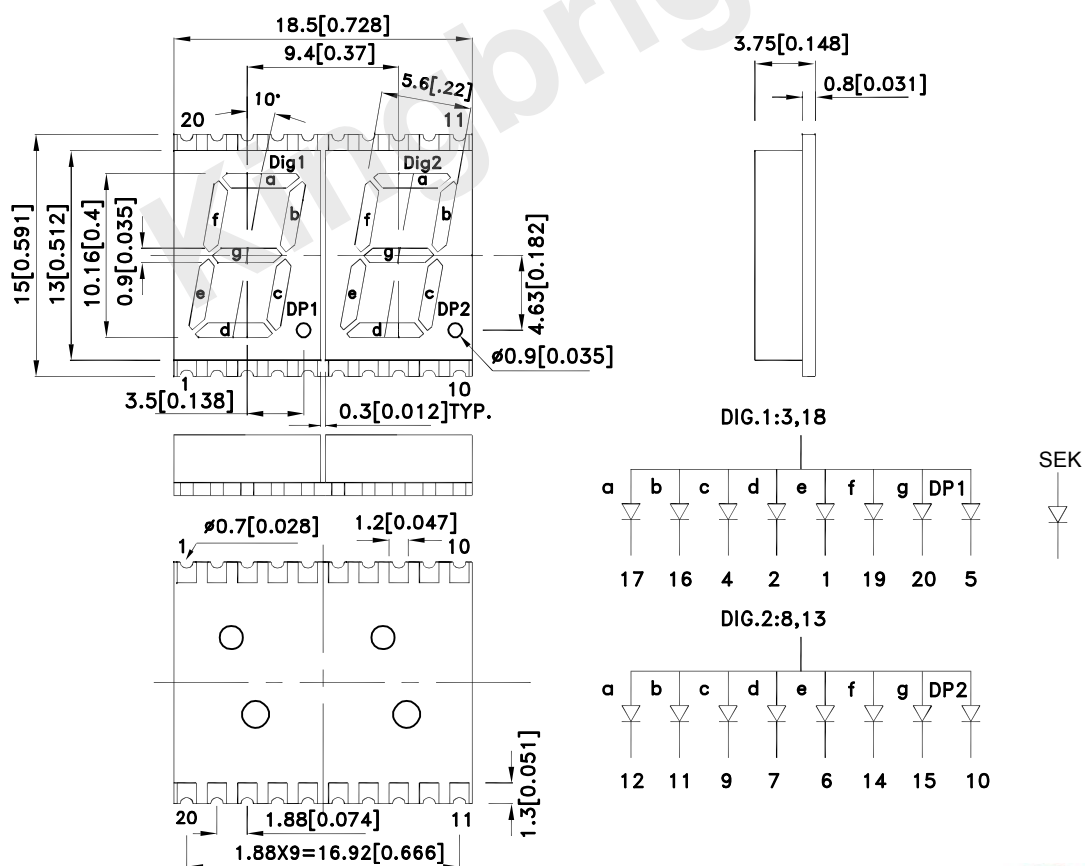 18.5[0.728]
9.4[0.37]
5.6[.22]
10°
20
11
Dig1
Dig2
a
b
f
g
e
c
d
DP1
a
b
f
g
e
c
d
DP2
15[0.591]
13[0.512]
10.16[0.4]
0.9[0.035]
4.63[0.182]
ø0.9[0.035]
1
10
3.5[0.138]
0.3[0.012]TYP.
3.75[0.148]
0.8[0.031]
Kingbrig
ø0.7[0.028]
1.2[0.047]
1
10
20
11
1.88[0.074]
1.88X9=16.92[0.666]
1.3[0.051]
DIG.1:3,18
a b c d e f g DP1
17 16 4 2 1 19 20 5
SEK
DIG.2:8,13
a b c d e f g DP2
12 11 9 7 6 14 15 10